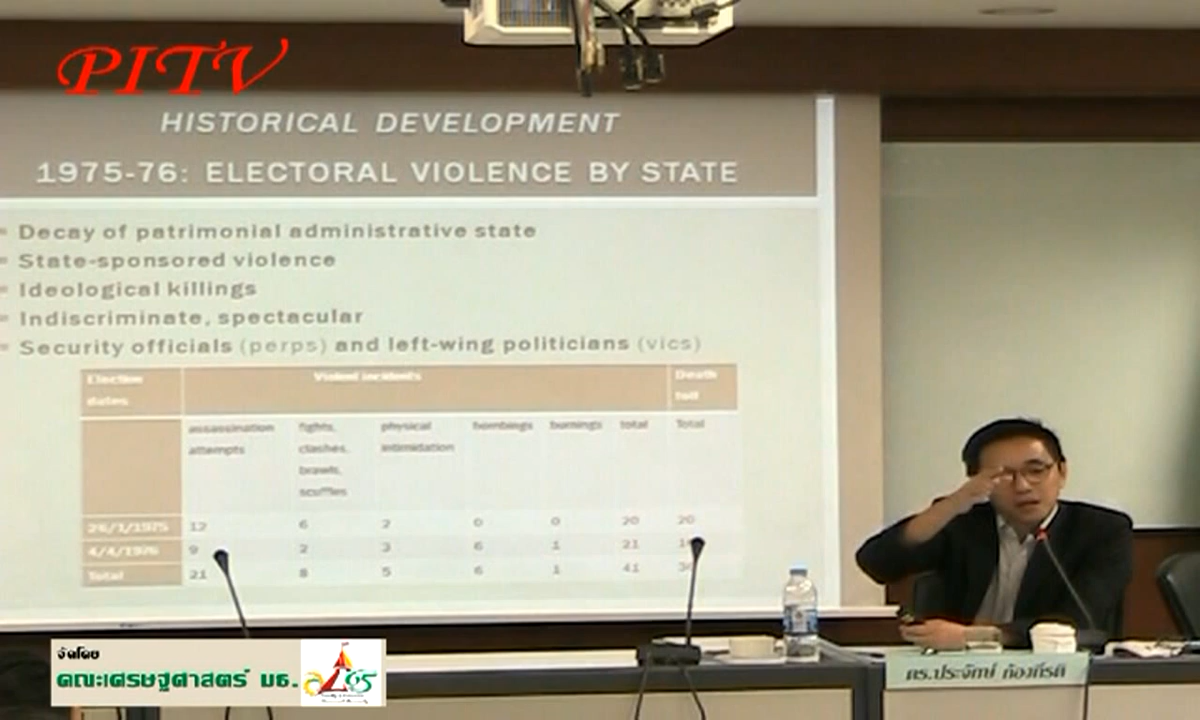 PITV
HISTORICAL DEVELOPMENT
1975-76: ELECTORAL VIOLENCE BY STATE
Decay of patrimonial administrative state
State-sponsored violence
Ideological killings
Indiscriminate, spectacular
Security officials (perps) and left-wing politicians (vics)
Election dates Violent incidents Death toll
assassination attempts fights, clashes, brawls, scuffles physical intimidation bombings burnings total Total
26/1/1975 12 6 2 0 0 20 20
4/4/1976 9 2 3 6 1 21
Total 21 8 5 6 1 41
จัดโดย
คณะเศรษฐศาสตร์ มธ.
ดร.ประจักษ์ ก้องกีรติ